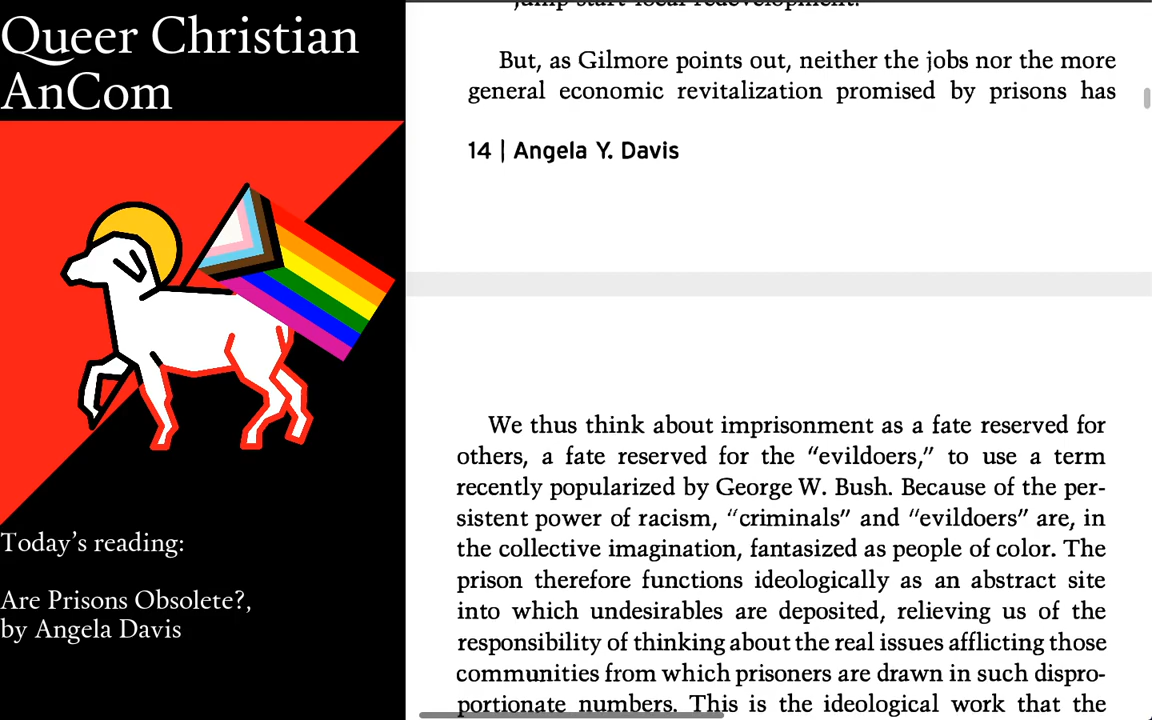 Queer Christian
AnCom
Today's reading:
Are Prisons Obsolete?,
by Angela Davis
jump-start local redevelopment.
But, as Gilmore points out, neither the jobs nor the more
general economic revitalization promised by prisons has
14 | Angela Y. Davis
We thus think about imprisonment as a fate reserved for
others, a fate reserved for the “evildoers,” to use a term
recently popularized by George W. Bush. Because of the per-
sistent power of racism, “criminals” and “evildoers” are, in
the collective imagination, fantasized as people of color. The
prison therefore functions ideologically as an abstract site
into which undesirables are deposited, relieving us of the
responsibility of thinking about the real issues afflicting those
communities from which prisoners are drawn in such dispro-
portionate numbers. This is the ideological work that the